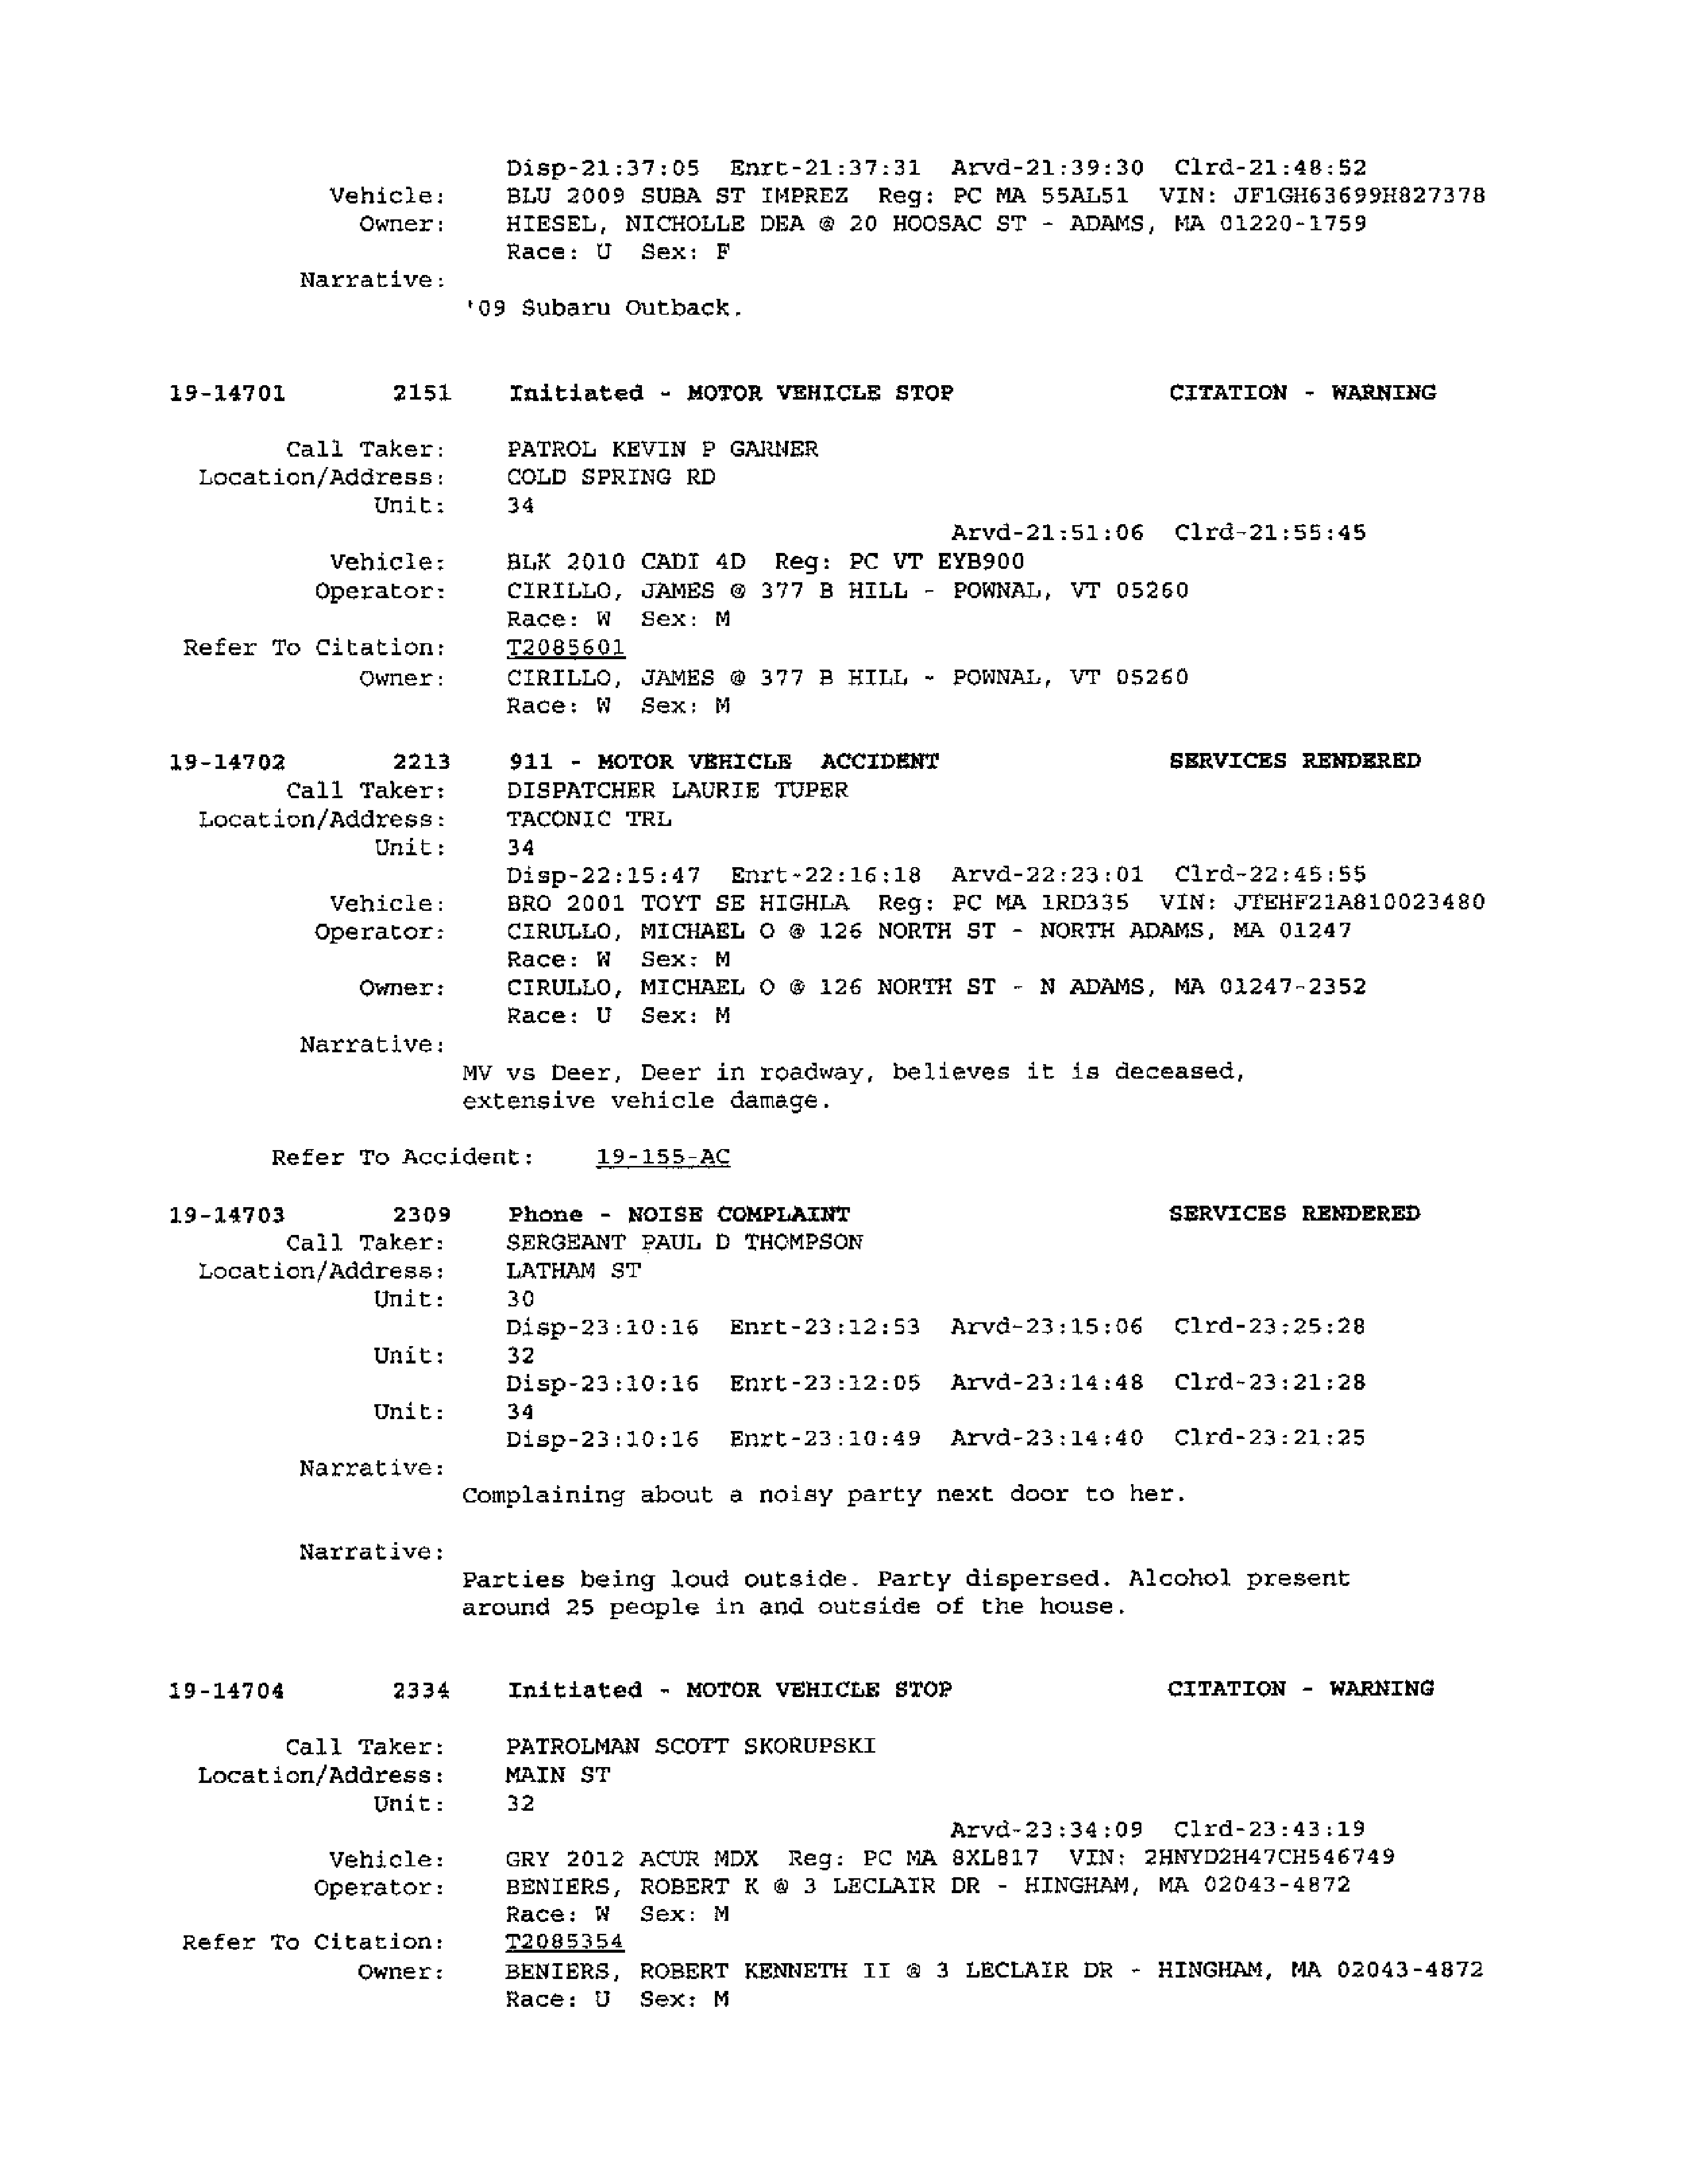 Disp-21:37:05 Enrt-21:37:31 Arvd-21:39:30 Clrd-21:48:52
Vehicle: BLU 2009 SUBA ST IMPREZ Reg: PC MA 55AL51 VIN: JF1GH63699H827378
Owner: HIESEL, NICHOLLE DEA @ 20 HOOSAC ST - ADAMS, MA 01220-1759
Race: U Sex: F
Narrative:
'09 Subaru Outback.
19-14701 2151 Initiated - MOTOR VEHICLE STOP CITATION - WARNING
Call Taker: PATROL KEVIN P GARNER
Location/Address: COLD SPRING RD
Unit: 34
Arvd-21:51:06 Clrd-21:55:45
Vehicle: BLK 2010 CADI 4D Reg: PC VT EYB900
Operator: CIRILLO, JAMES @ 377 B HILL - POWNAL, VT 05260
Race: W Sex: M
Refer To Citation: T2085601
Owner: CIRILLO, JAMES @ 377 B HILL - POWNAL, VT 05260
Race: W Sex: M
19-14702 2213 911 - MOTOR VEHICLE ACCIDENT SERVICES RENDERED
Call Taker: DISPATCHER LAURIE TUPER
Location/Address: TACONIC TRL
Unit: 34
Disp-22:15:47 Enrt-22:16:18 Arvd-22:23:01 Clrd-22:45:55
Vehicle: BRO 2001 TOYT SE HIGHLA Reg: PC MA 1RD335 VIN: JTEHF21A810023480
Operator: CIRULLO, MICHAEL O @ 126 NORTH ST - NORTH ADAMS, MA 01247
Race: W Sex: M
Owner: CIRULLO, MICHAEL O @ 126 NORTH ST - N ADAMS, MA 01247-2352
Race: U Sex: M
Narrative:
MV vs Deer, Deer in roadway, believes it is deceased,
extensive vehicle damage.
Refer To Accident: 19-155-AC
19-14703 2309 Phone - NOISE COMPLAINT SERVICES RENDERED
Call Taker: SERGEANT PAUL D THOMPSON
Location/Address: LATHAM ST
Unit: 30
Disp-23:10:16 Enrt-23:12:53 Arvd-23:15:06 Clrd-23:25:28
Unit: 32
Disp-23:10:16 Enrt-23:12:05 Arvd-23:14:48 Clrd-23:21:28
Unit: 34
Disp-23:10:16 Enrt-23:10:49 Arvd-23:14:40 Clrd-23:21:25
Narrative:
Complaining about a noisy party next door to her.
Narrative:
Parties being loud outside. Party dispersed. Alcohol present
around 25 people in and outside of the house.
19-14704 2334 Initiated - MOTOR VEHICLE STOP CITATION - WARNING
Call Taker: PATROLMAN SCOTT SKORUPSKI
Location/Address: MAIN ST
Unit: 32
Arvd-23:34:09 Clrd-23:43:19
Vehicle: GRY 2012 ACUR MDX Reg: PC MA 8XL817 VIN: 2HNYD2H47CH546749
Operator: BENIERS, ROBERT K @ 3 LECLAIR DR - HINGHAM, MA 02043-4872
Race: W Sex: M
Refer To Citation: T2085354
Owner: BENIERS, ROBERT KENNETH II @ 3 LECLAIR DR - HINGHAM, MA 02043-4872
Race: U Sex: M